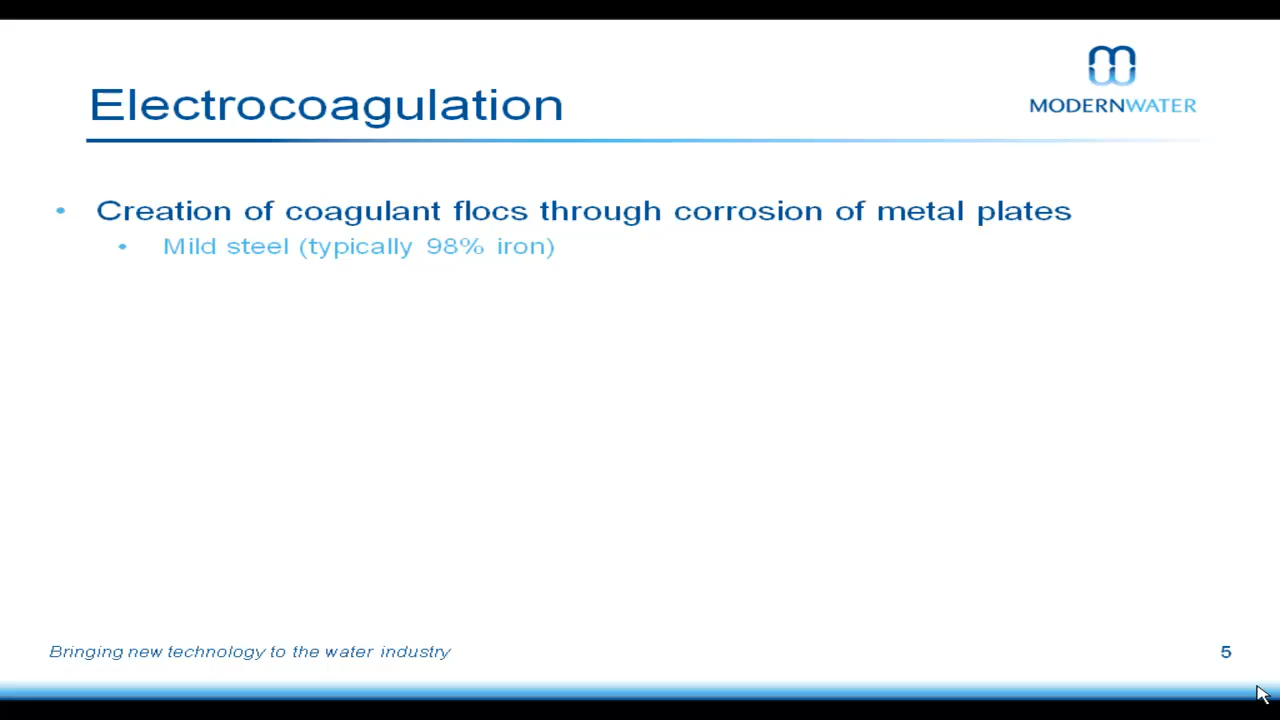 Electrocoagulation
MODERNWATER
• Creation of coagulant flocs through corrosion of metal plates
• Mild steel (typically 98% iron)
Bringing new technology to the water industry
5